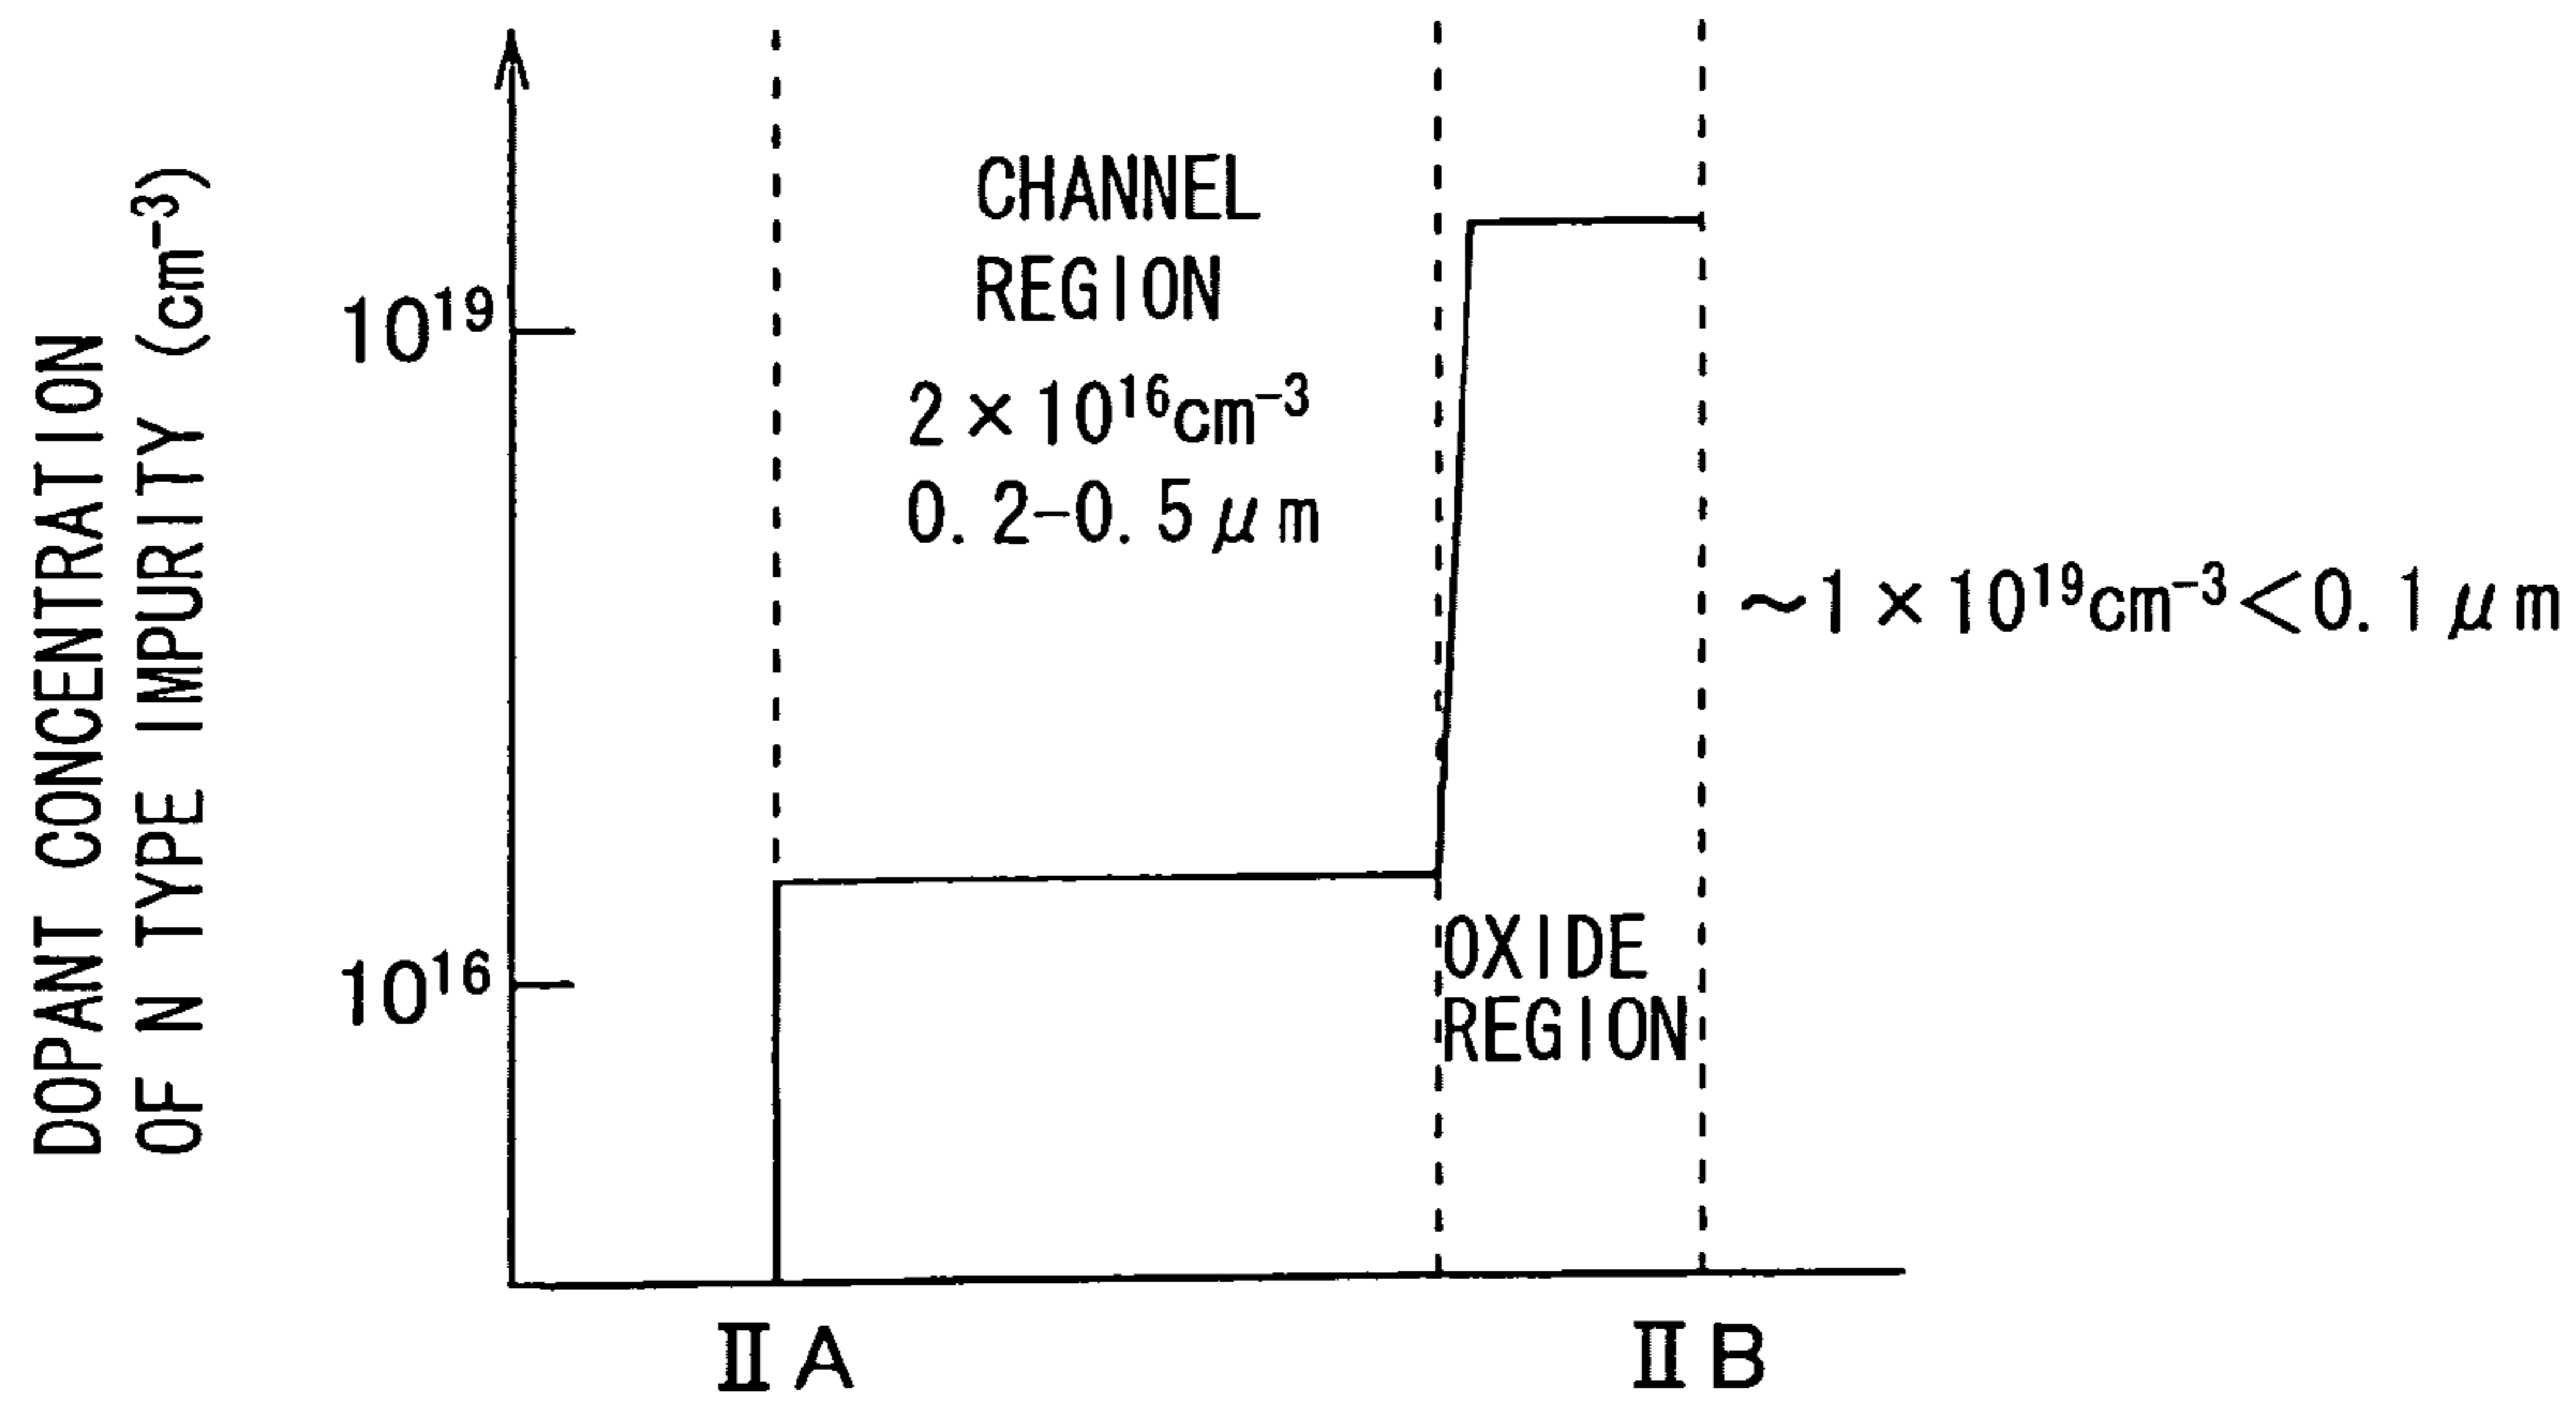 DOPANT CONCENTRATION
OF N TYPE IMPURITY (cm⁻³)
10¹⁹
10¹⁶
CHANNEL
REGION
2×10¹⁶cm⁻³
0.2-0.5μm
~1×10¹⁹cm⁻³<0.1μm
OXIDE
REGION
ⅡA
ⅡB